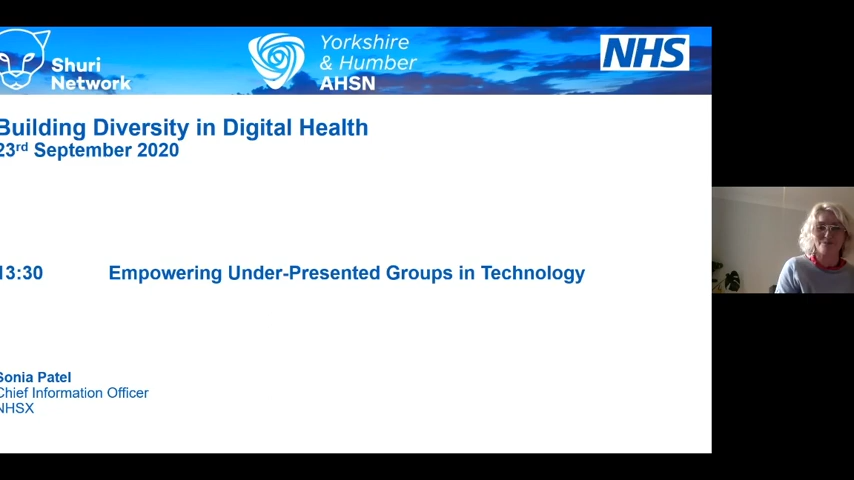 Shuri
Network
Yorkshire
& Humber
AHSN
NHS
Building Diversity in Digital Health
23rd September 2020
13:30 Empowering Under-Presented Groups in Technology
Sonia Patel
Chief Information Officer
NHSX